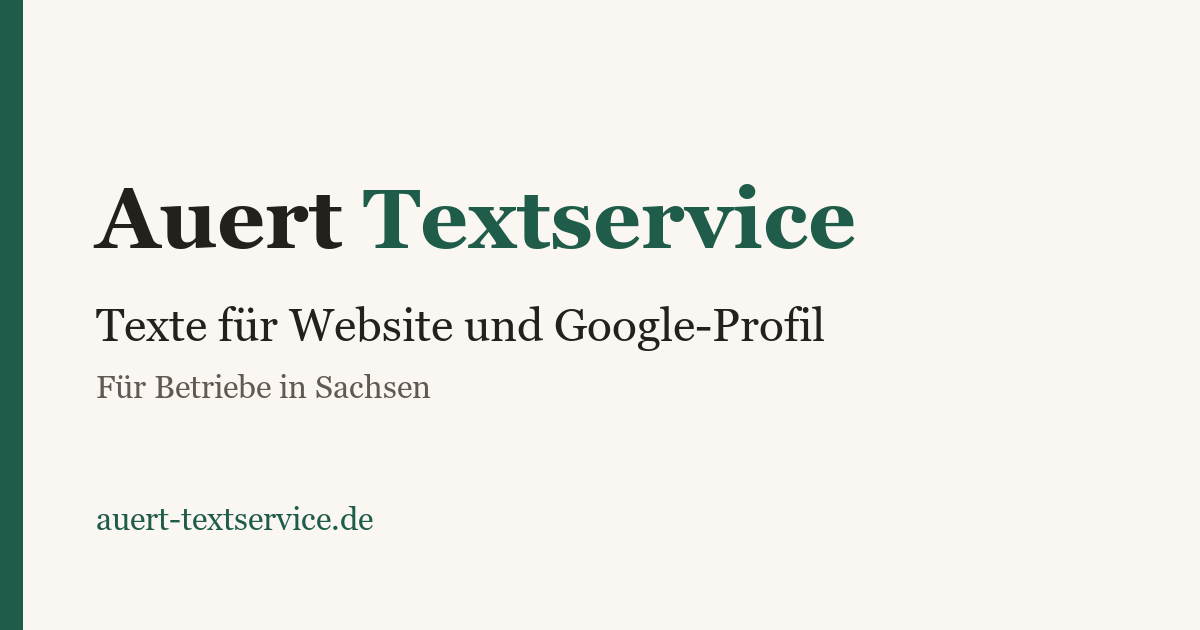 Auert Textservice
Texte für Website und Google-Profil
Für Betriebe in Sachsen
auert-textservice.de